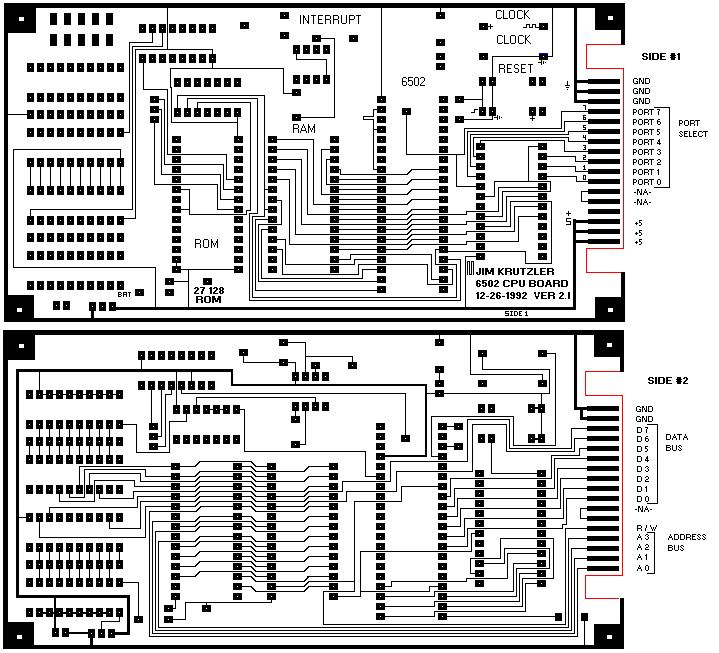 INTERRUPT
CLOCK
CLOCK
RESET
6502
RAM
ROM
BAT
27128
ROM
JIM KRUTZLER
6502 CPU BOARD
12-26-1992 VER 2.1
SIDE 1
+
5
7
6
5
4
3
2
1
0
SIDE #1
GND
GND
GND
PORT 7
PORT 6
PORT 5
PORT 4
PORT 3
PORT 2
PORT 1
PORT 0
-NA-
-NA-
+5
+5
+5
PORT
SELECT
SIDE #2
GND
GND
D 7
D 6
D 5
D 4
D 3
D 2
D 1
D 0
-NA-
R / W
A 3
A 2
A 1
A 0
DATA
BUS
ADDRESS
BUS